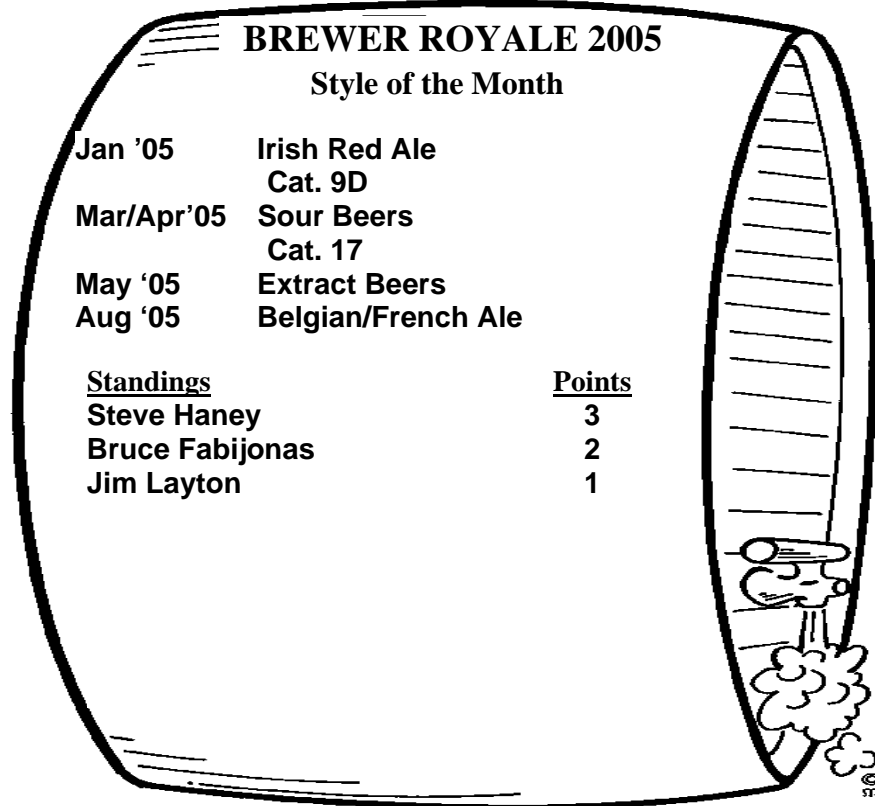 BREWER ROYALE 2005
Style of the Month
Jan '05 Irish Red Ale
Cat. 9D
Mar/Apr'05 Sour Beers
Cat. 17
May ‘05 Extract Beers
Aug ‘05 Belgian/French Ale
Standings Points
Steve Haney 3
Bruce Fabijonas 2
Jim Layton 1